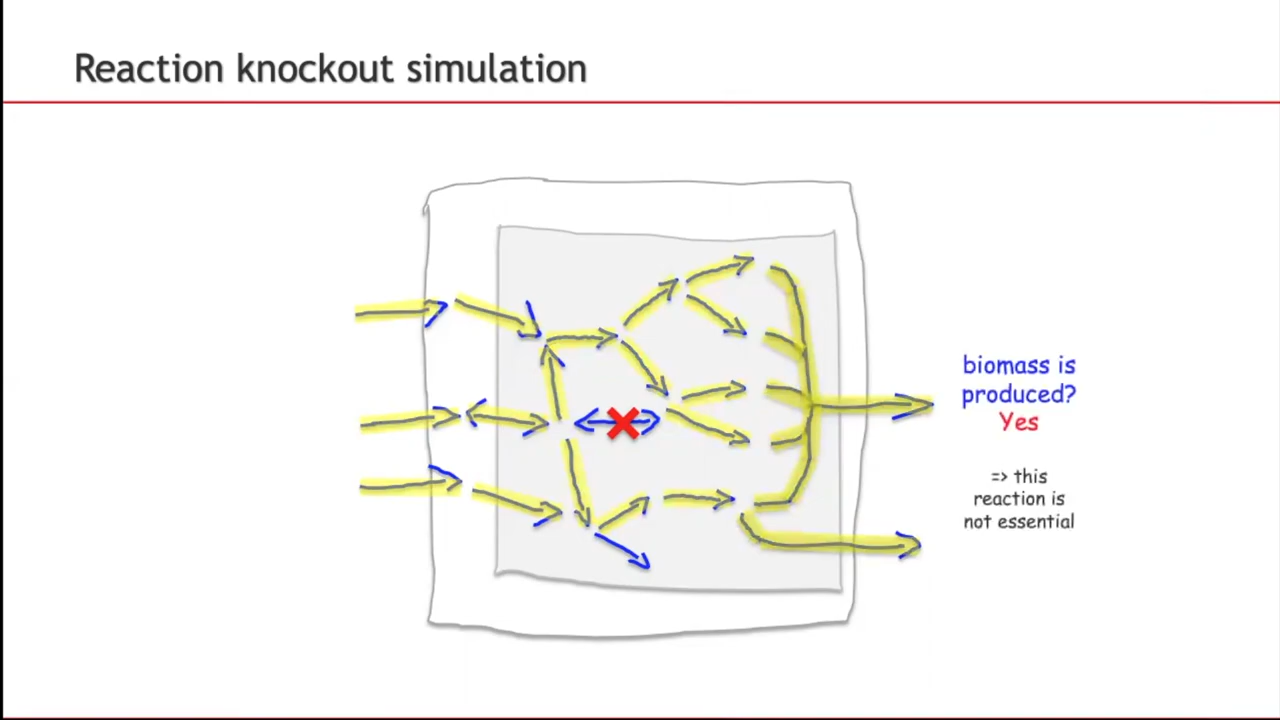 Reaction knockout simulation
biomass is
produced?
Yes
=> this
reaction is
not essential